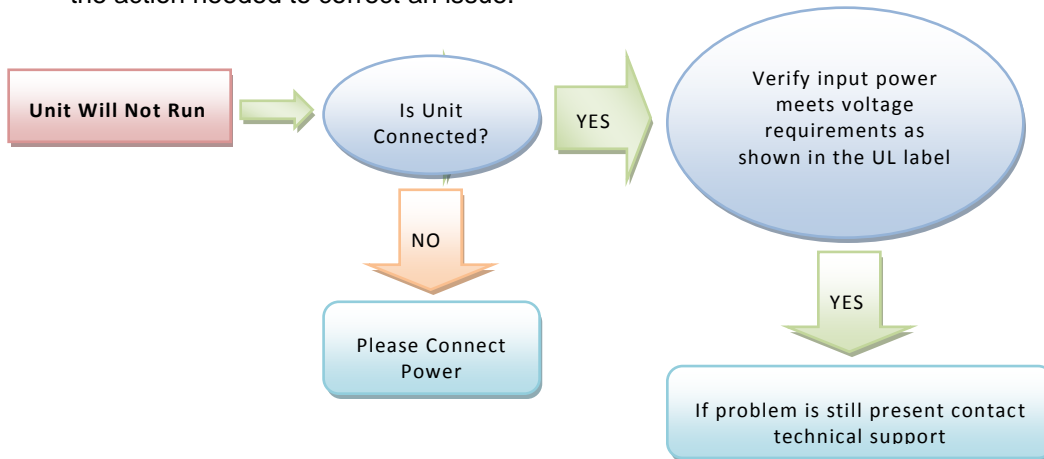 the action needed to correct an issue.
Unit Will Not Run
Is Unit
Connected?
YES
Verify input power
meets voltage
requirements as
shown in the UL label
NO
Please Connect
Power
YES
If problem is still present contact
technical support